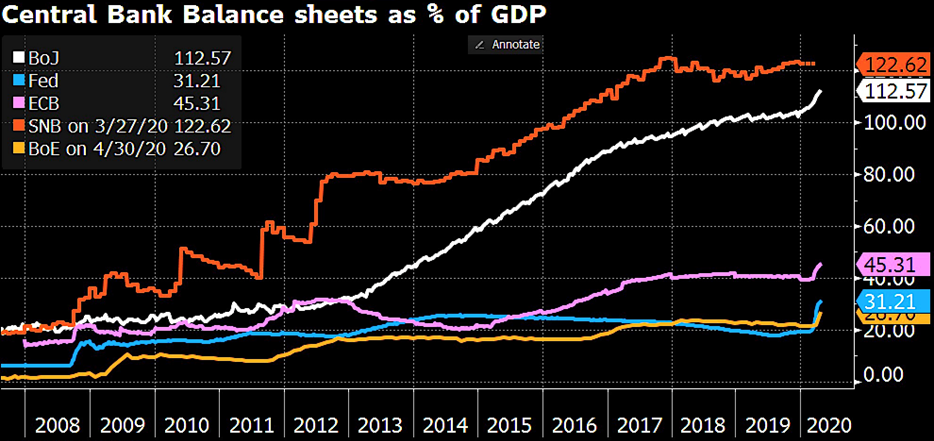 Central Bank Balance sheets as % of GDP
Annotate
BoJ 112.57
Fed 31.21
ECB 45.31
SNB on 3/27/20 122.62
BoE on 4/30/20 26.70
122.62
112.57
100.00
80.00
60.00
45.31
40.00
31.21
26.70
20.00
0.00
2008 2009 2010 2011 2012 2013 2014 2015 2016 2017 2018 2019 2020